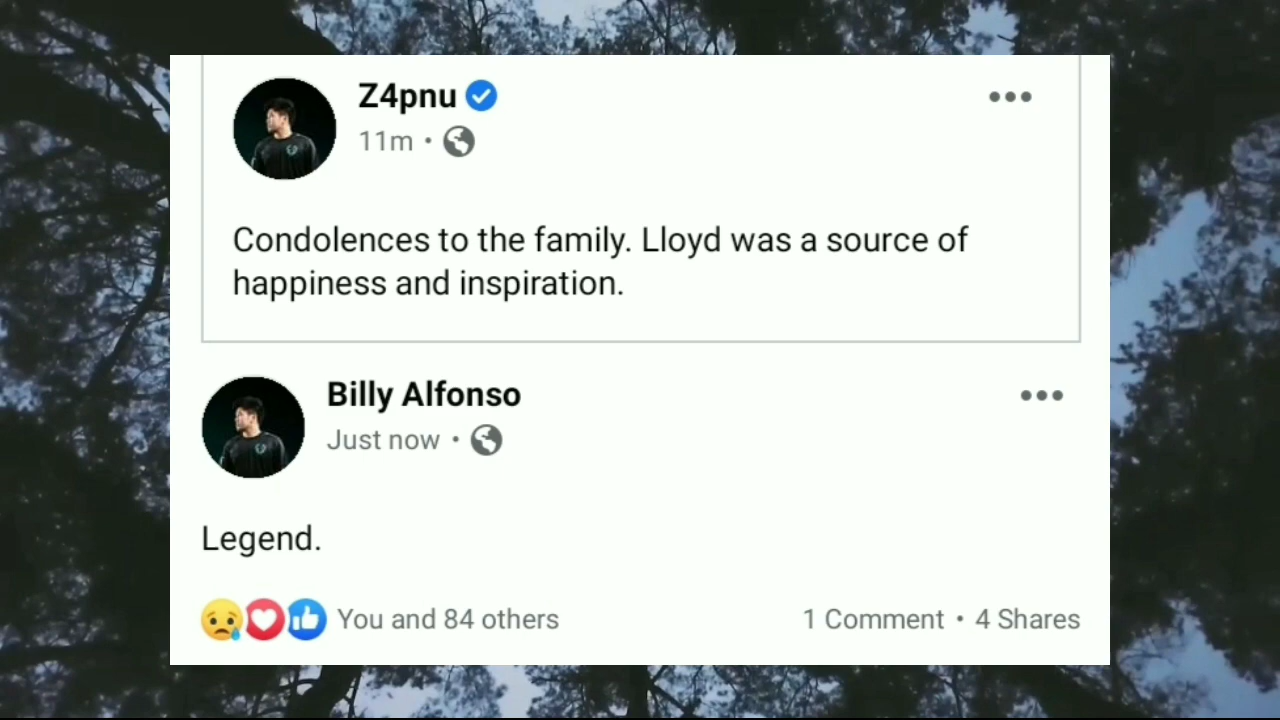 Z4pnu
11m •
Condolences to the family. Lloyd was a source of
happiness and inspiration.
Billy Alfonso
Just now •
Legend.
You and 84 others 1 Comment • 4 Shares